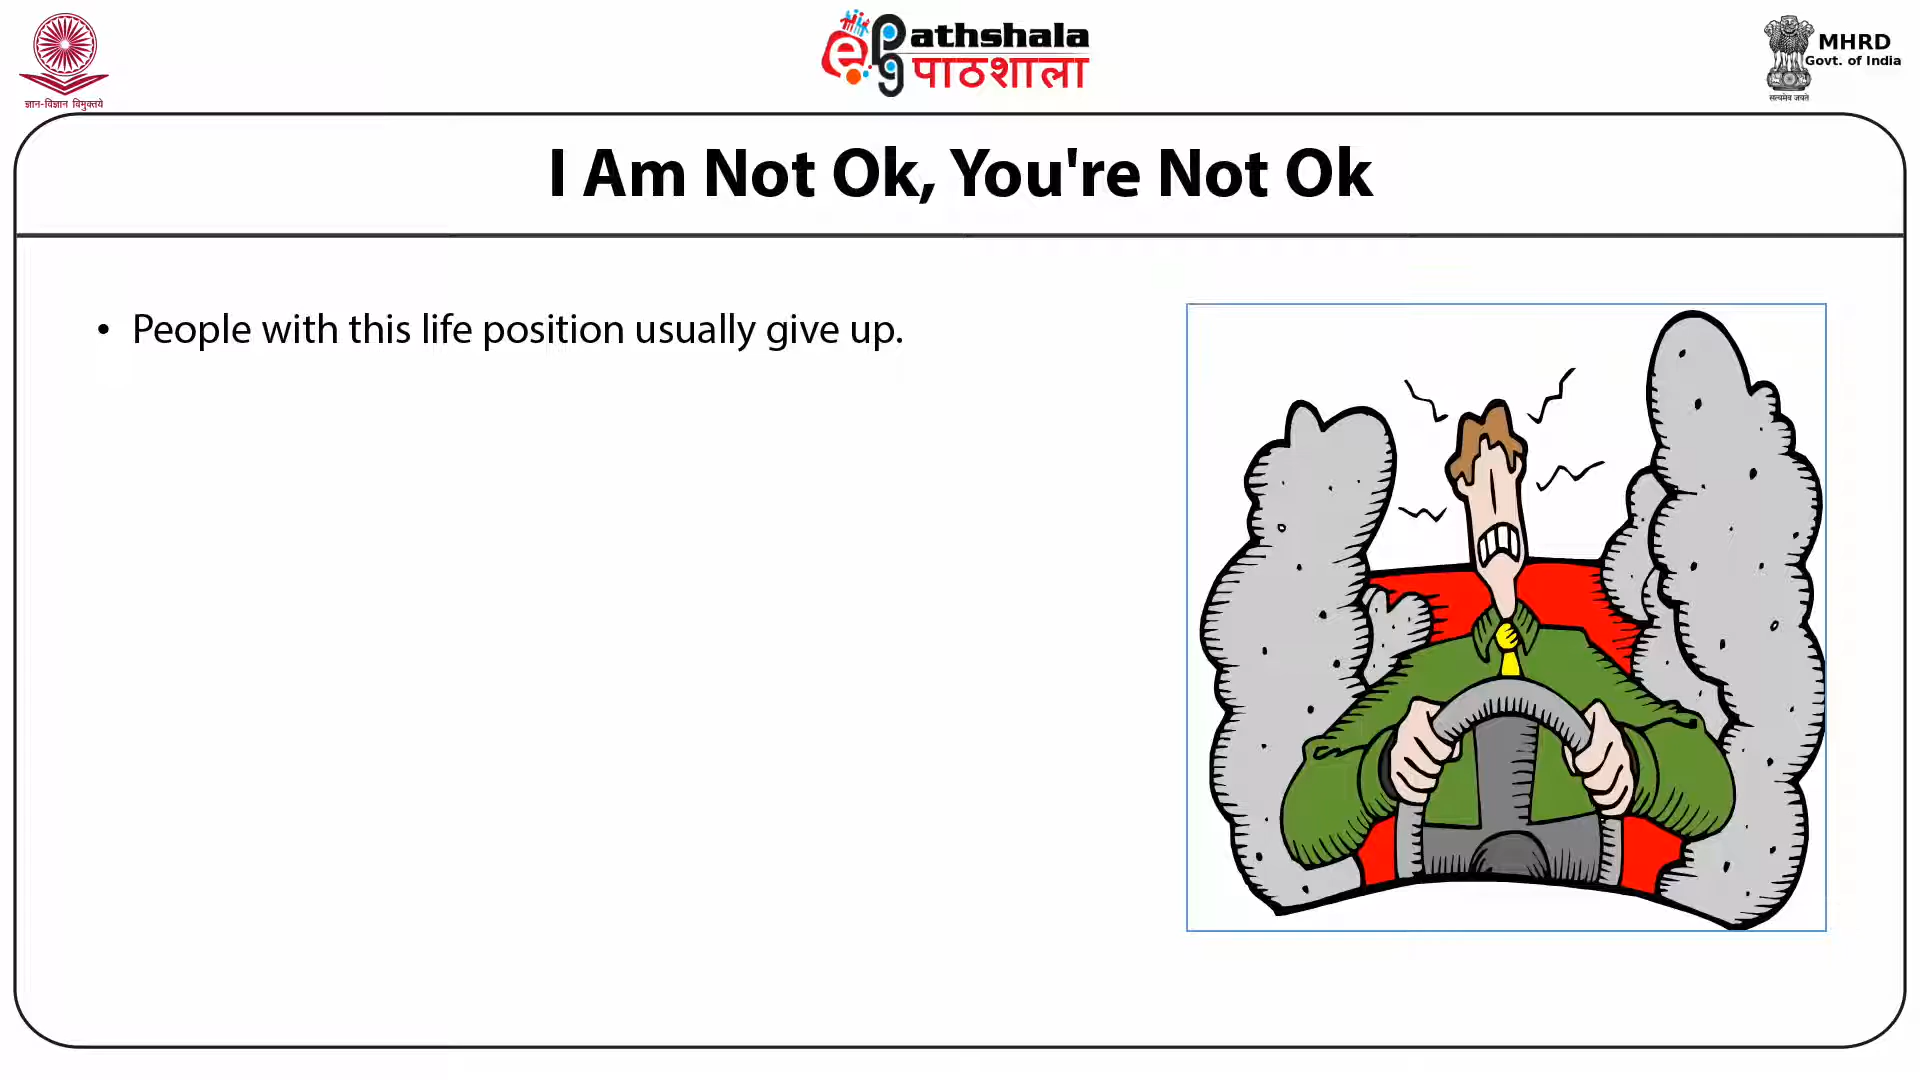 ज्ञान-विज्ञान विमुक्तये
ePathshala
पाठशाला
MHRD
Govt. of India
सत्यमेव जयते
I Am Not Ok, You're Not Ok
• People with this life position usually give up.